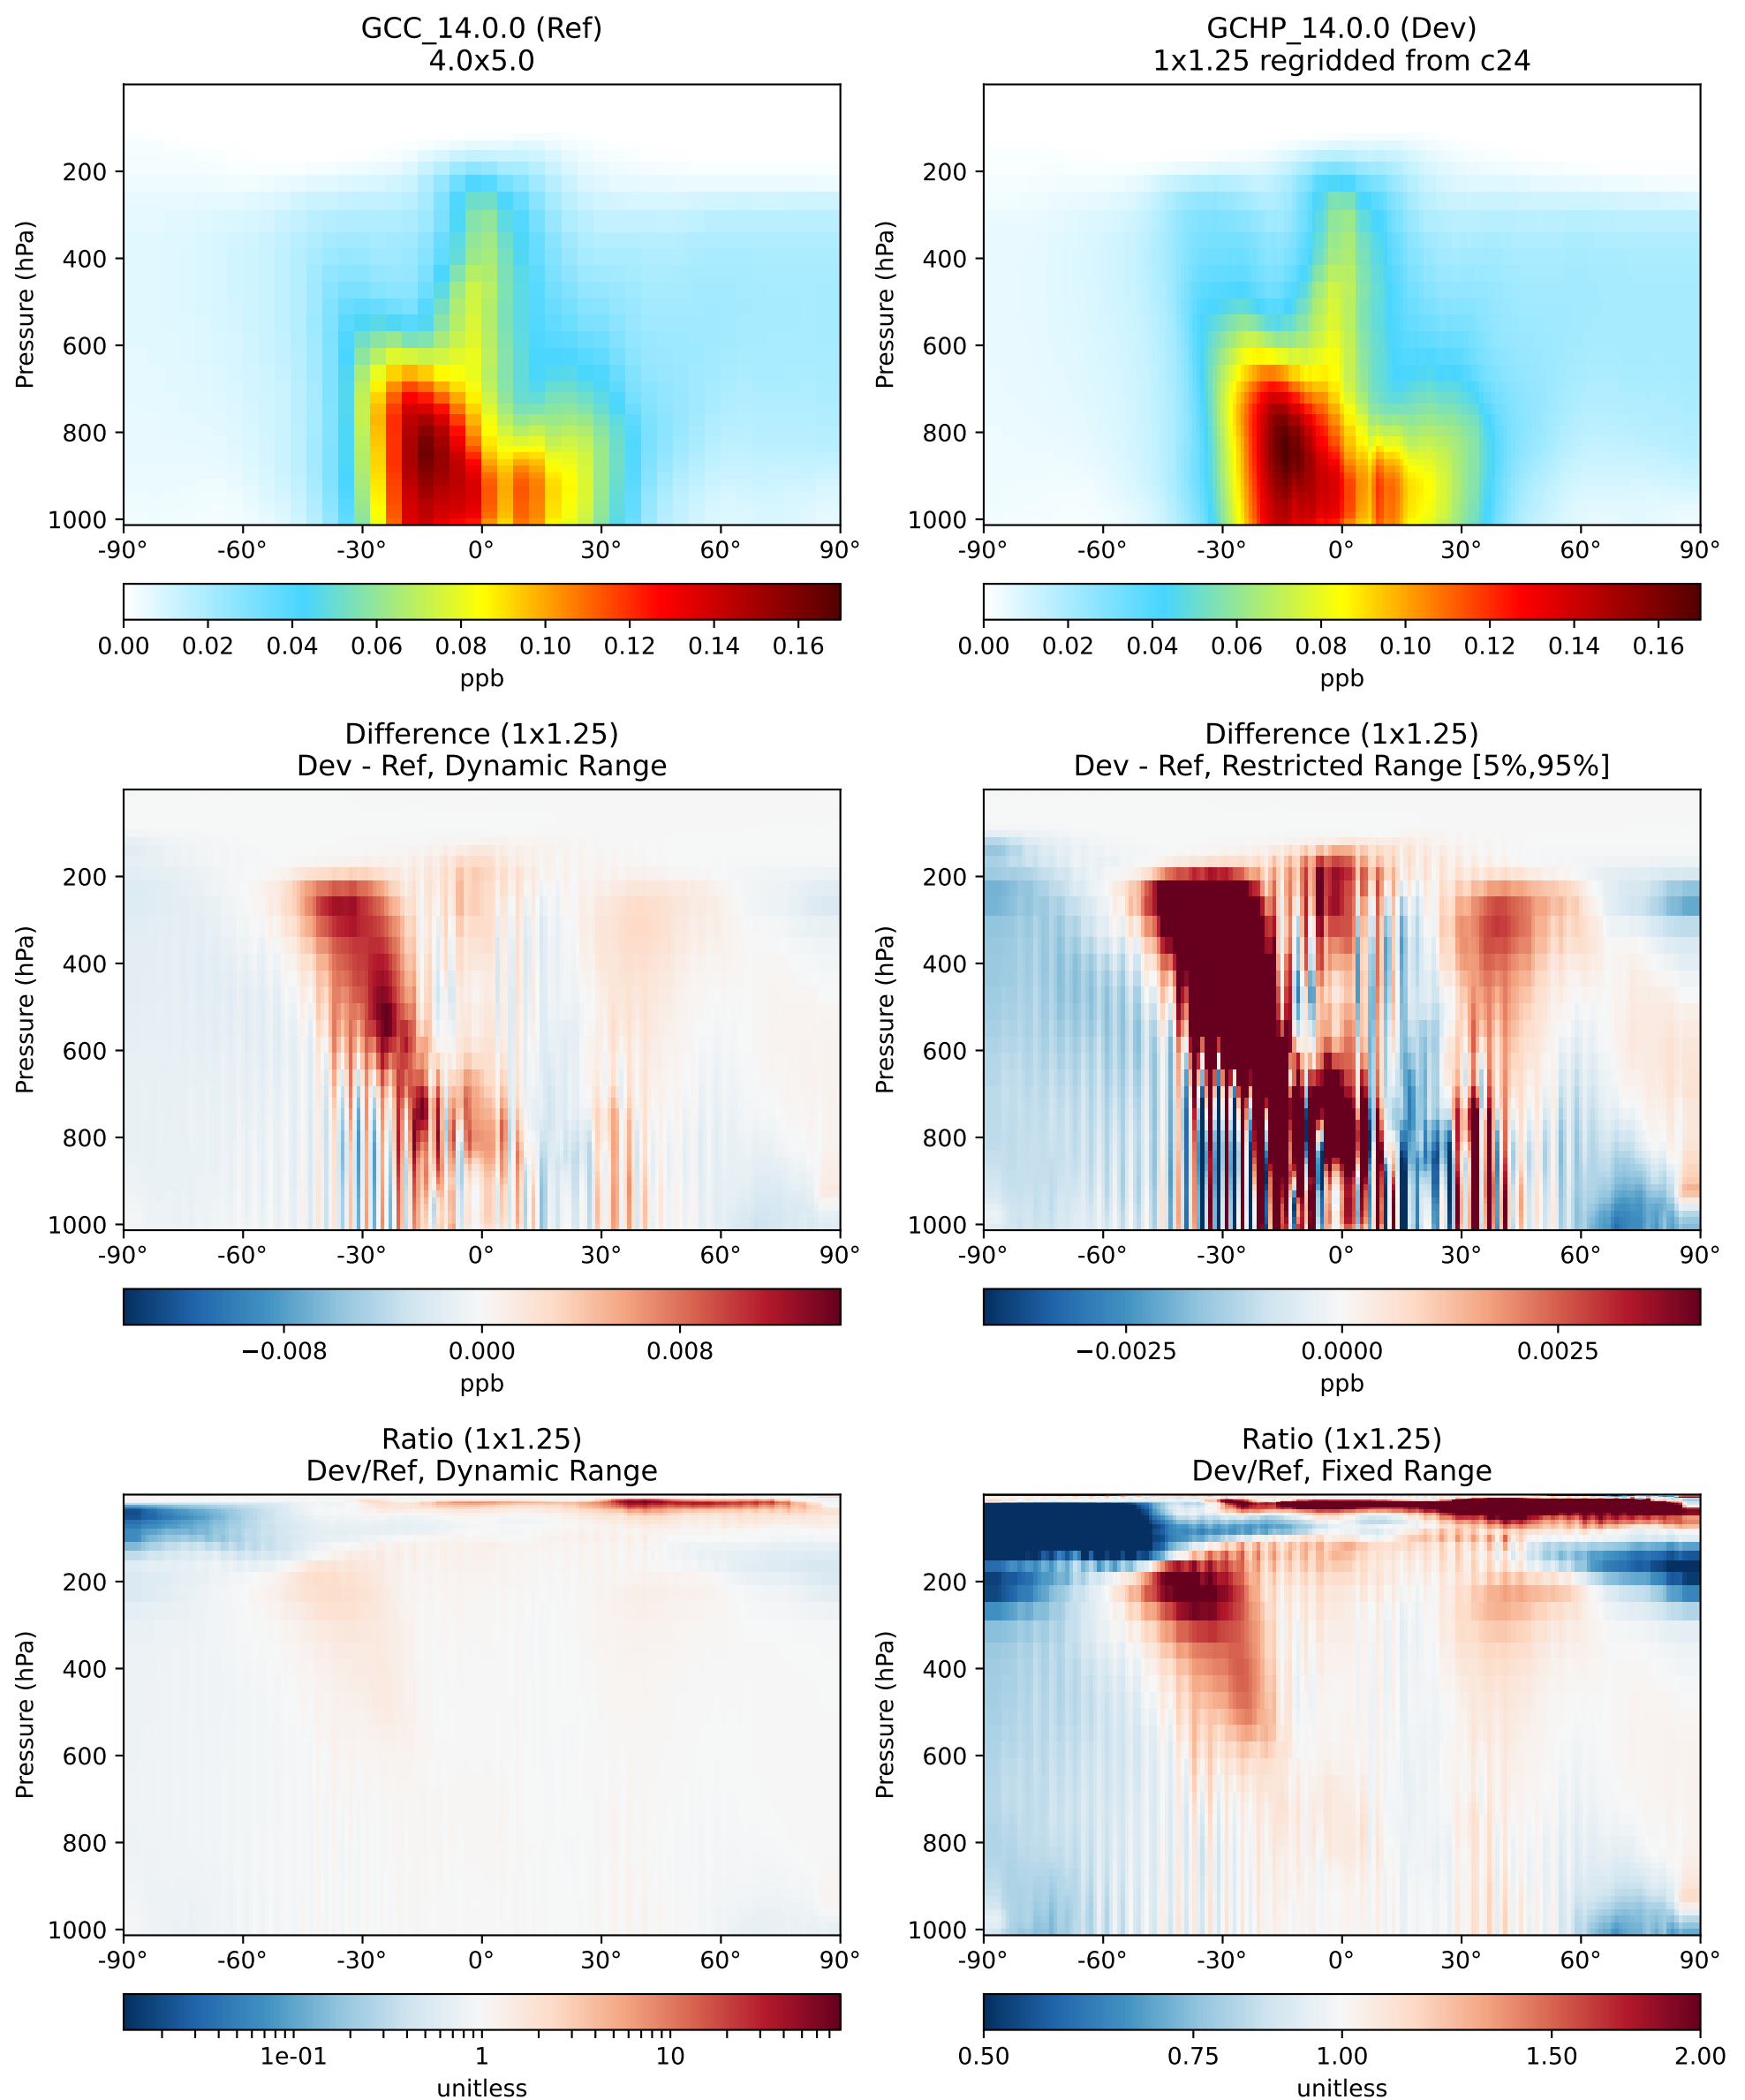 GCC_14.0.0 (Ref)
4.0x5.0
GCHP_14.0.0 (Dev)
1x1.25 regridded from c24
Pressure (hPa)
200
400
600
800
1000
-90° -60° -30° 0° 30° 60° 90°
0.00 0.02 0.04 0.06 0.08 0.10 0.12 0.14 0.16
ppb
Pressure (hPa)
200
400
600
800
1000
-90° -60° -30° 0° 30° 60° 90°
0.00 0.02 0.04 0.06 0.08 0.10 0.12 0.14 0.16
ppb
Difference (1x1.25)
Dev - Ref, Dynamic Range
Difference (1x1.25)
Dev - Ref, Restricted Range [5%,95%]
Pressure (hPa)
200
400
600
800
1000
-90° -60° -30° 0° 30° 60° 90°
−0.008 0.000 0.008
ppb
Pressure (hPa)
200
400
600
800
1000
-90° -60° -30° 0° 30° 60° 90°
−0.0025 0.0000 0.0025
ppb
Ratio (1x1.25)
Dev/Ref, Dynamic Range
Ratio (1x1.25)
Dev/Ref, Fixed Range
Pressure (hPa)
200
400
600
800
1000
-90° -60° -30° 0° 30° 60° 90°
1e-01 1 10
unitless
Pressure (hPa)
200
400
600
800
1000
-90° -60° -30° 0° 30° 60° 90°
0.50 0.75 1.00 1.50 2.00
unitless